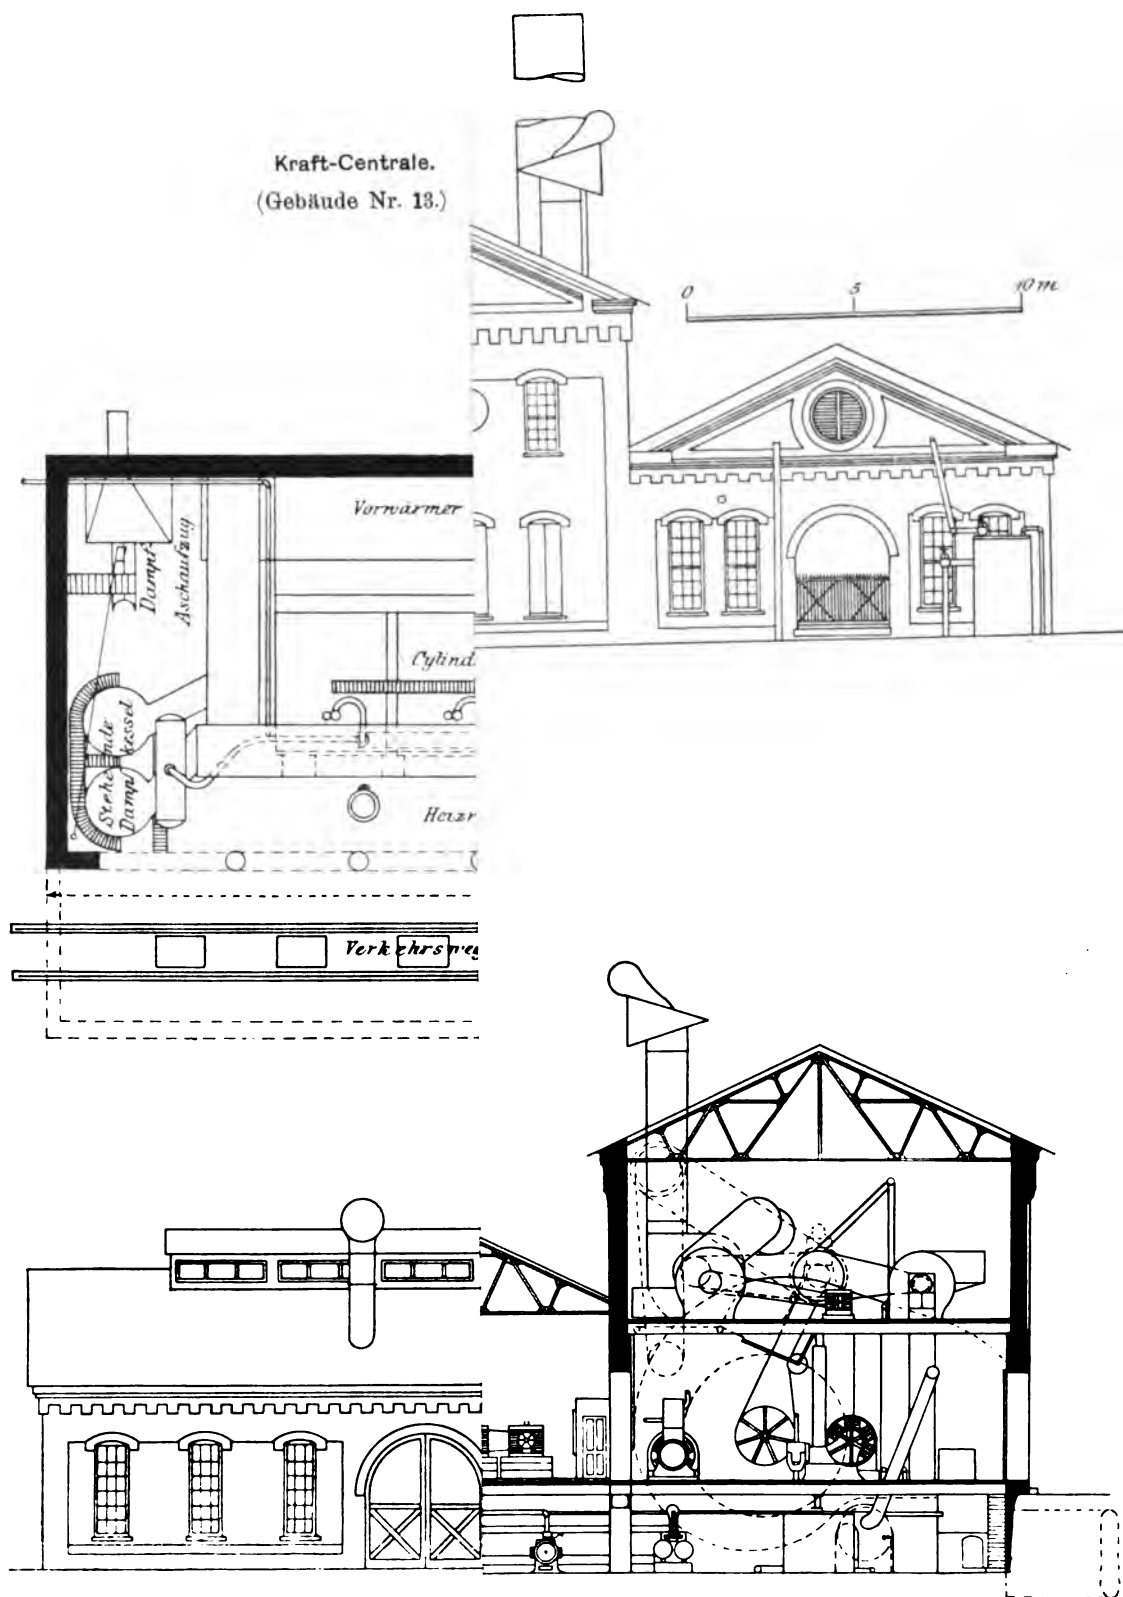 Kraft-Centrale.
(Gebäude Nr. 13.)
0 5 10 m
Vorwärmer
Dampf-
Aschaufzug
Cylind
Stehende
Dampfkessel
Heizr
Verkehrsweg